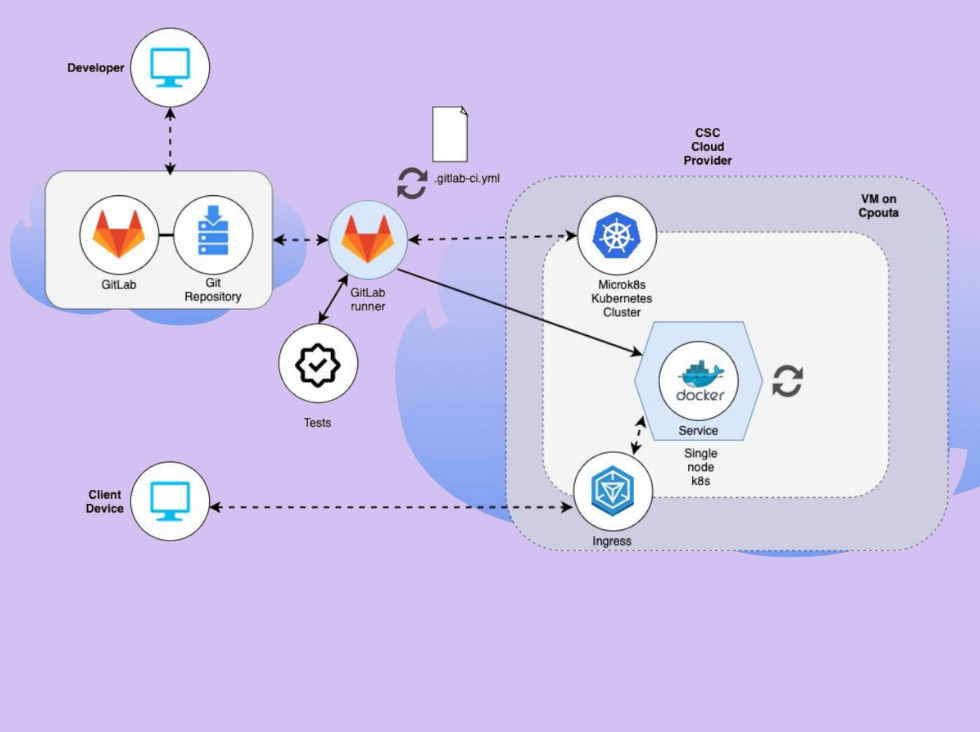 Developer
.gitlab-ci.yml
CSC
Cloud
Provider
VM on
Cpouta
GitLab
Git
Repository
GitLab
runner
Microk8s
Kubernetes
Cluster
Tests
docker
Service
Single
node
k8s
Client
Device
Ingress